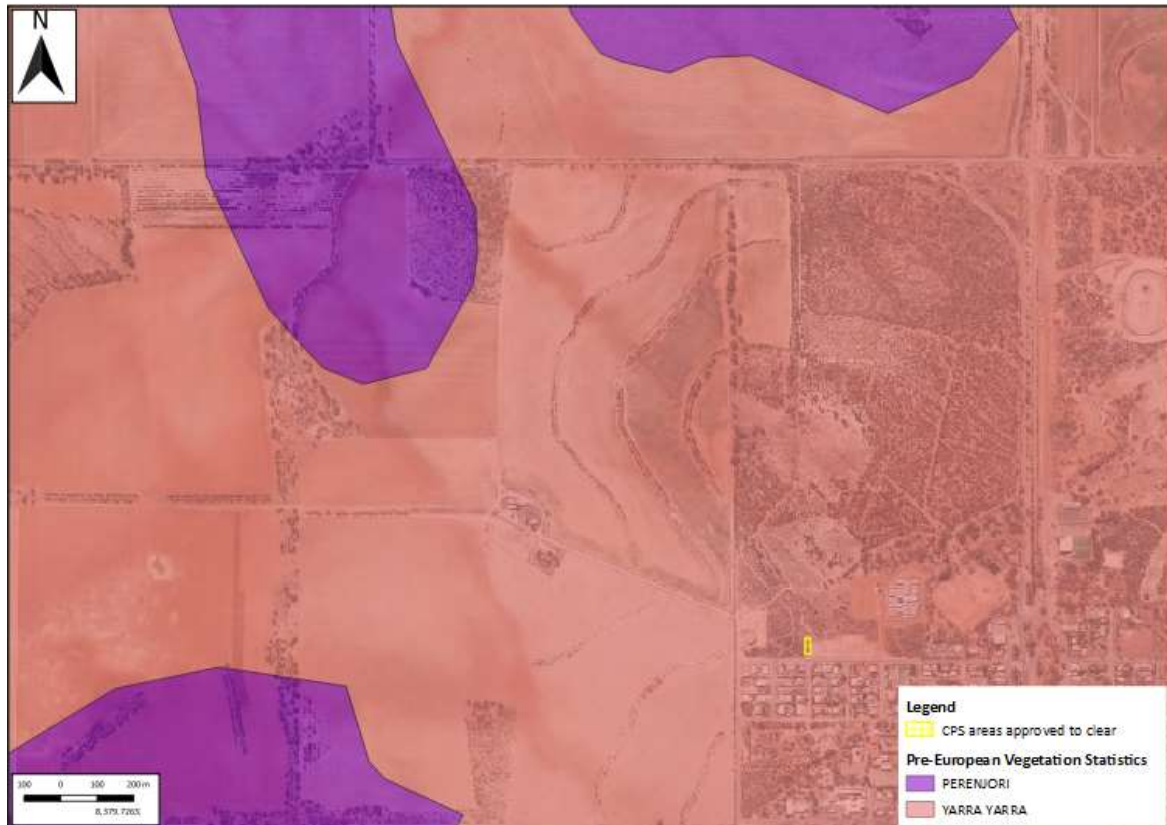 N
Legend
CPS areas approved to clear
Pre-European Vegetation Statistics
PERENJORI
YARRA YARRA
100 0 100 200 m